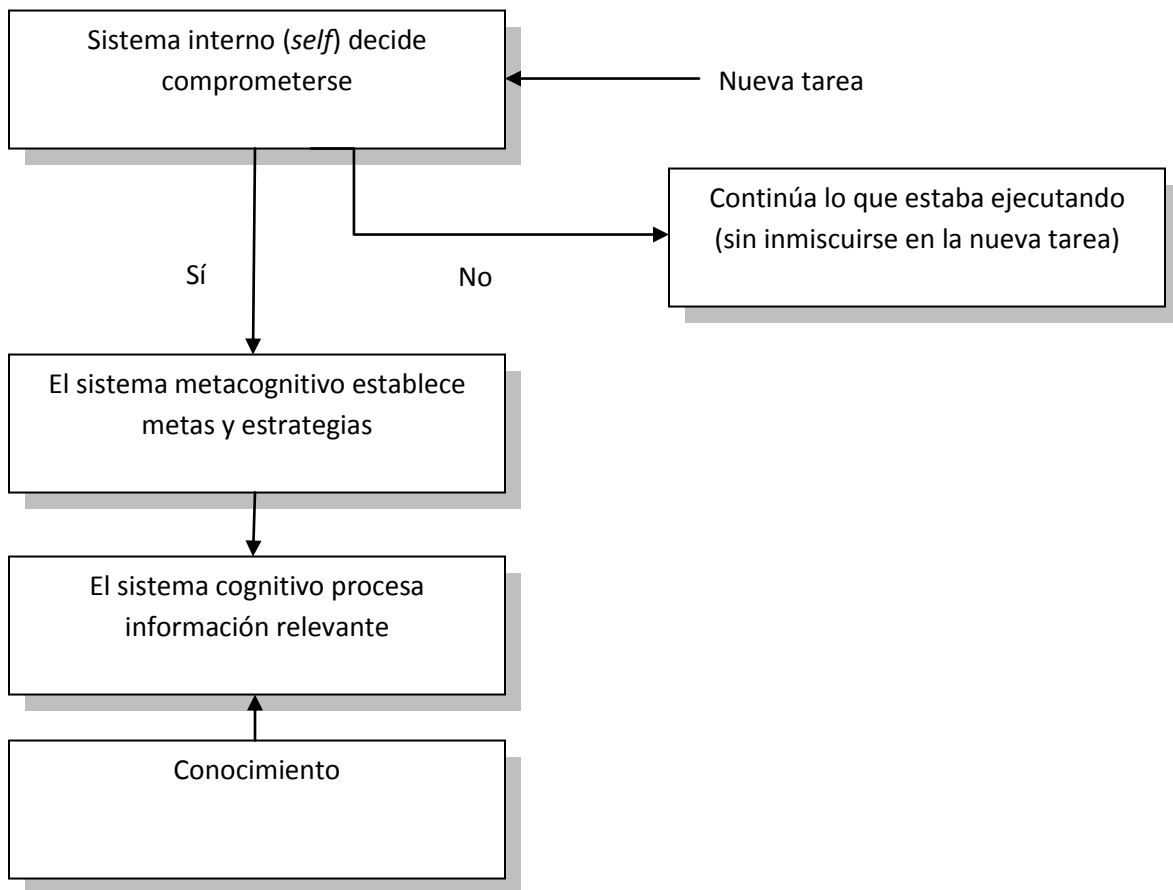 Sistema interno (self) decide
comprometerse
Nueva tarea
Continúa lo que estaba ejecutando
(sin inmiscuirse en la nueva tarea)
Sí
No
El sistema metacognitivo establece
metas y estrategias
El sistema cognitivo procesa
información relevante
Conocimiento